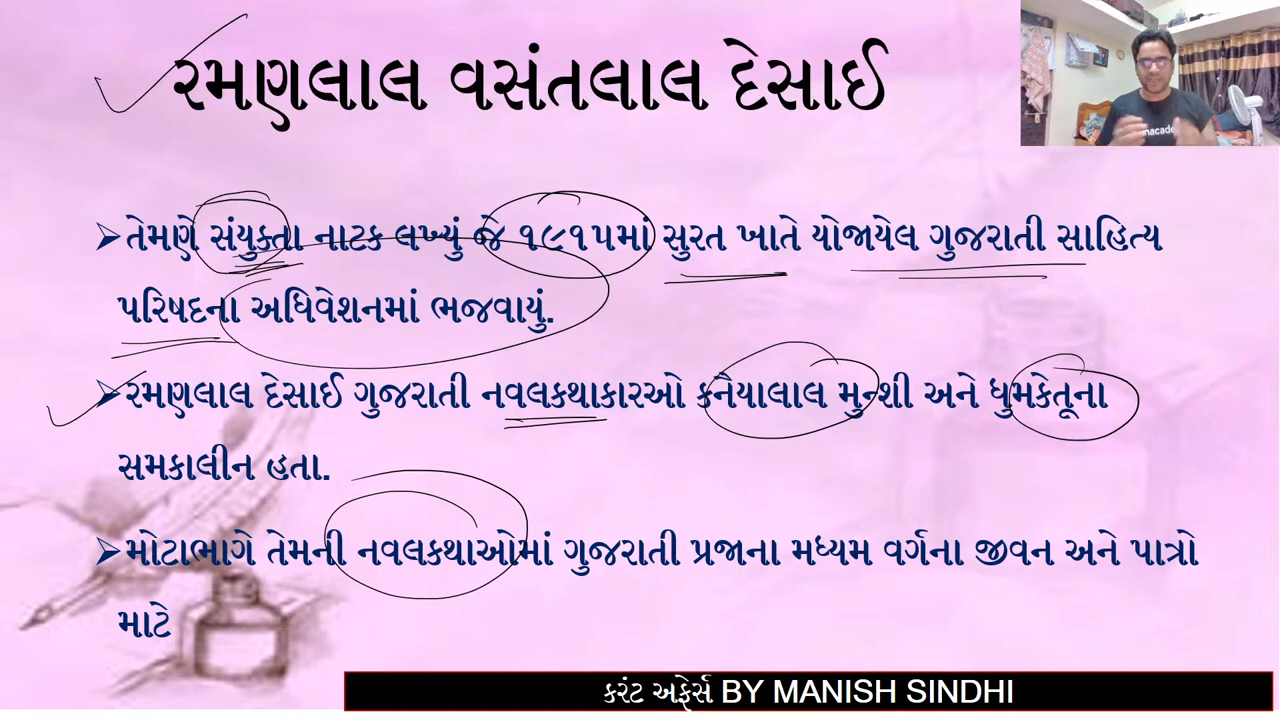 રમણલાલ વસંતલાલ દેસાઈ
➢તેમણે સંયુક્તા નાટક લખ્યું જે ૧૯૧૫માં સુરત ખાતે યોજાયેલ ગુજરાતી સાહિત્ય
પરિષદના અધિવેશનમાં ભજવાયું.
➢રમણલાલ દેસાઈ ગુજરાતી નવલકથાકારઓ કનૈયાલાલ મુન્શી અને ધુમકેતૂના
સમકાલીન હતા.
➢મોટાભાગે તેમની નવલકથાઓમાં ગુજરાતી પ્રજાના મધ્યમ વર્ગના જીવન અને પાત્રો
માટે
કરંટ અફેર્સ BY MANISH SINDHI